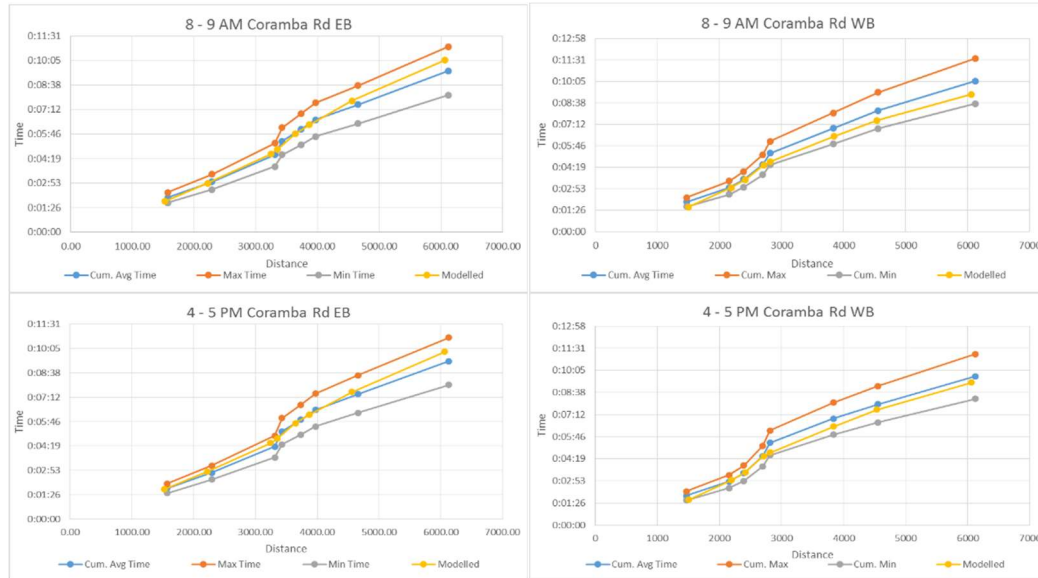 8 - 9 AM Coramba Rd EB
0:11:31
0:10:05
0:08:38
0:07:12
0:05:46
0:04:19
0:02:53
0:01:26
0:00:00
Time
0.00 1000.00 2000.00 3000.00 4000.00 5000.00 6000.00 7000.00
Distance
Cum. Avg Time Max Time Min Time Modelled
8 - 9 AM Coramba Rd WB
0:12:58
0:11:31
0:10:05
0:08:38
0:07:12
0:05:46
0:04:19
0:02:53
0:01:26
0:00:00
Time
0 1000 2000 3000 4000 5000 6000 7000
Distance
Cum. Avg Time Cum. Max Cum. Min Modelled
4 - 5 PM Coramba Rd EB
0:11:31
0:10:05
0:08:38
0:07:12
0:05:46
0:04:19
0:02:53
0:01:26
0:00:00
Time
0.00 1000.00 2000.00 3000.00 4000.00 5000.00 6000.00 7000.00
Distance
Cum. Avg Time Max Time Min Time Modelled
4 - 5 PM Coramba Rd WB
0:12:58
0:11:31
0:10:05
0:08:38
0:07:12
0:05:46
0:04:19
0:02:53
0:01:26
0:00:00
Time
0 1000 2000 3000 4000 5000 6000 7000
Distance
Cum. Avg Time Cum. Max Cum. Min Modelled